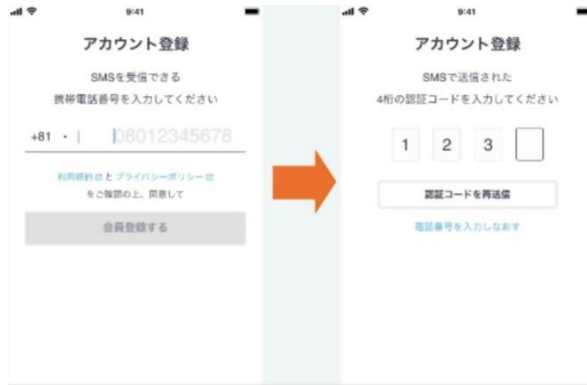 9:41
アカウント登録
SMSを受信できる
携帯電話番号を入力してください
+81
08012345678
利用規約 と プライバシーポリシー
をご確認の上、同意して
会員登録する
9:41
アカウント登録
SMSで送信された
4桁の認証コードを入力してください
1 2 3
認証コードを再送信
電話番号を入力しなおす